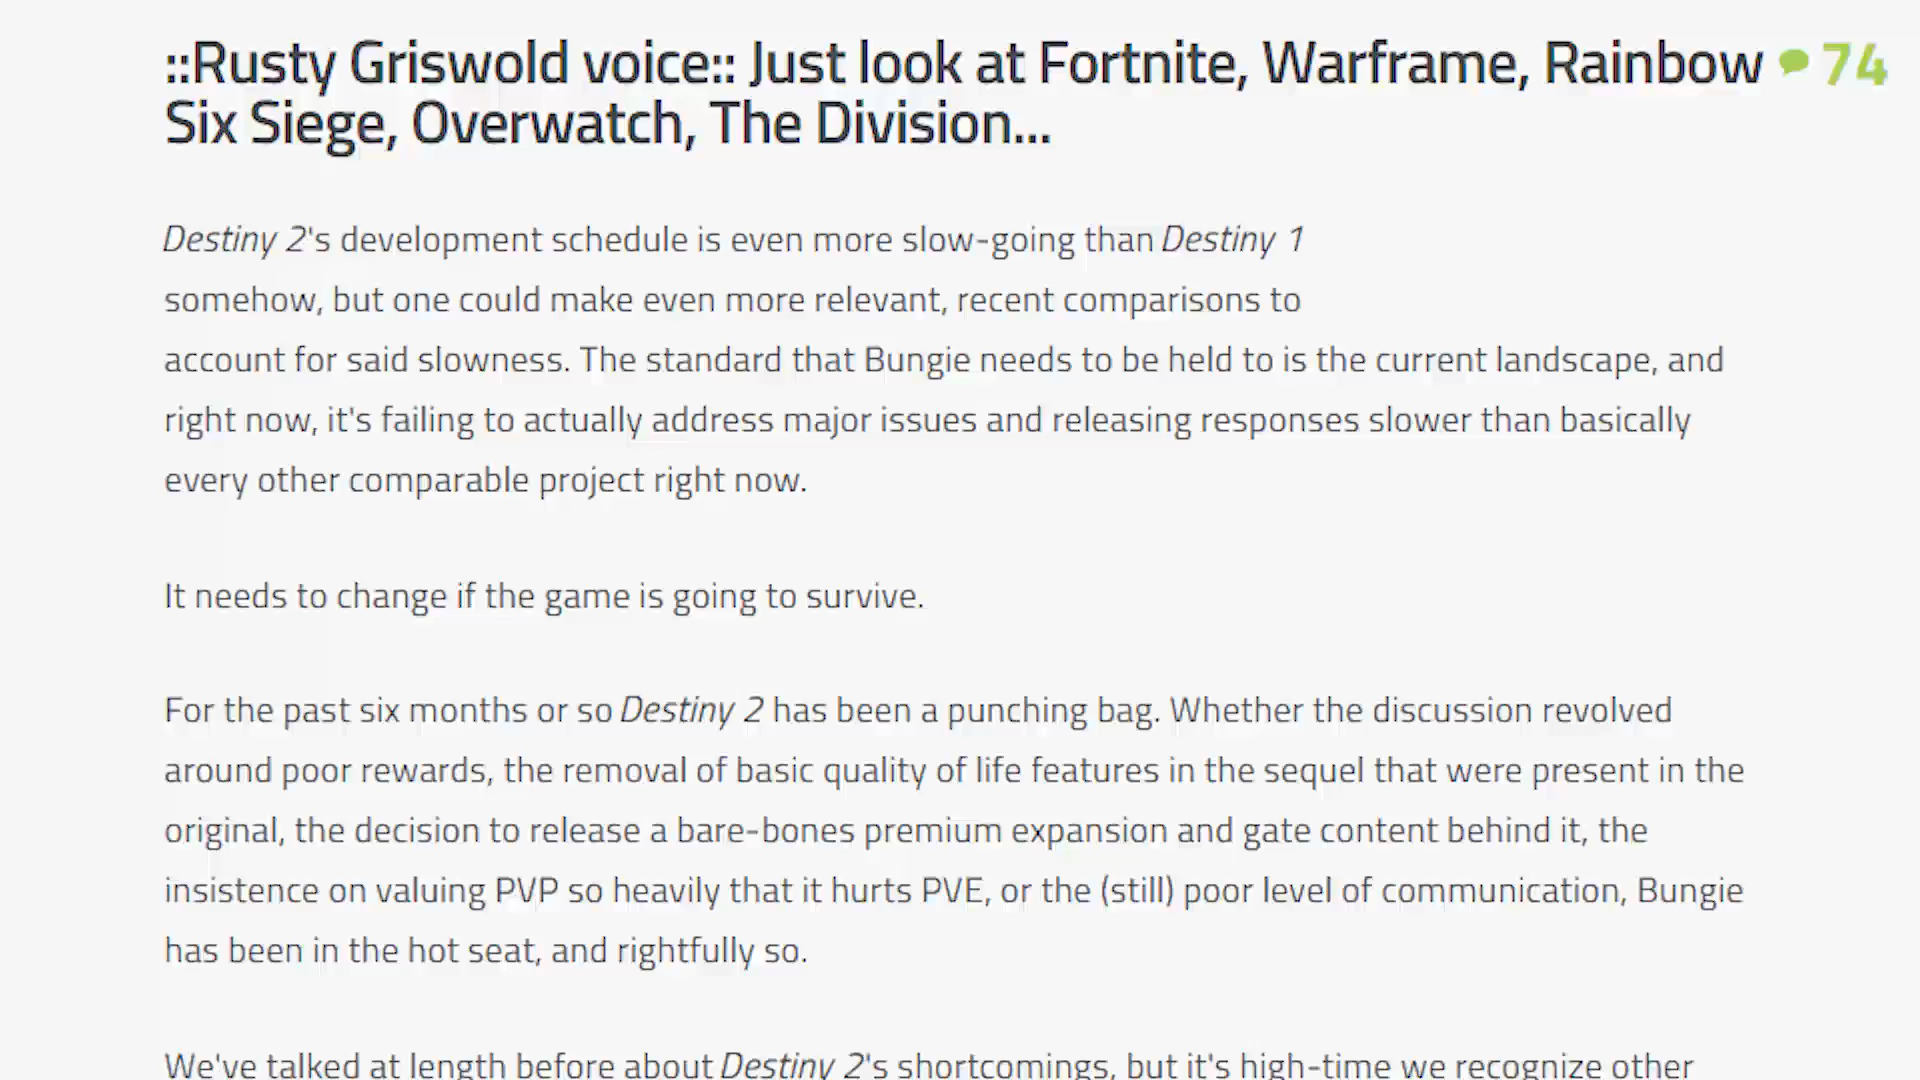 ::Rusty Griswold voice:: Just look at Fortnite, Warframe, Rainbow
74
Six Siege, Overwatch, The Division...
Destiny 2's development schedule is even more slow-going than Destiny 1
somehow, but one could make even more relevant, recent comparisons to
account for said slowness. The standard that Bungie needs to be held to is the current landscape, and
right now, it's failing to actually address major issues and releasing responses slower than basically
every other comparable project right now.
It needs to change if the game is going to survive.
For the past six months or so Destiny 2 has been a punching bag. Whether the discussion revolved
around poor rewards, the removal of basic quality of life features in the sequel that were present in the
original, the decision to release a bare-bones premium expansion and gate content behind it, the
insistence on valuing PVP so heavily that it hurts PVE, or the (still) poor level of communication, Bungie
has been in the hot seat, and rightfully so.
We've talked at length before about Destiny 2's shortcomings, but it's high-time we recognize other